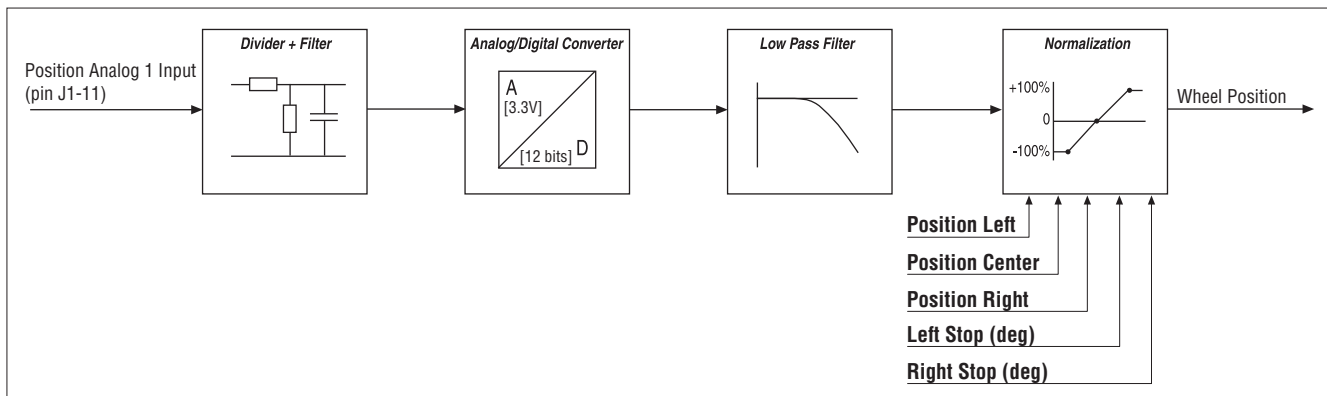 Divider + Filter
Analog/Digital Converter
Low Pass Filter
Normalization
Position Analog 1 Input
(pin J1-11)
A
[3.3V]
[12 bits]
D
+100%
0
-100%
Wheel Position
Position Left
Position Center
Position Right
Left Stop (deg)
Right Stop (deg)